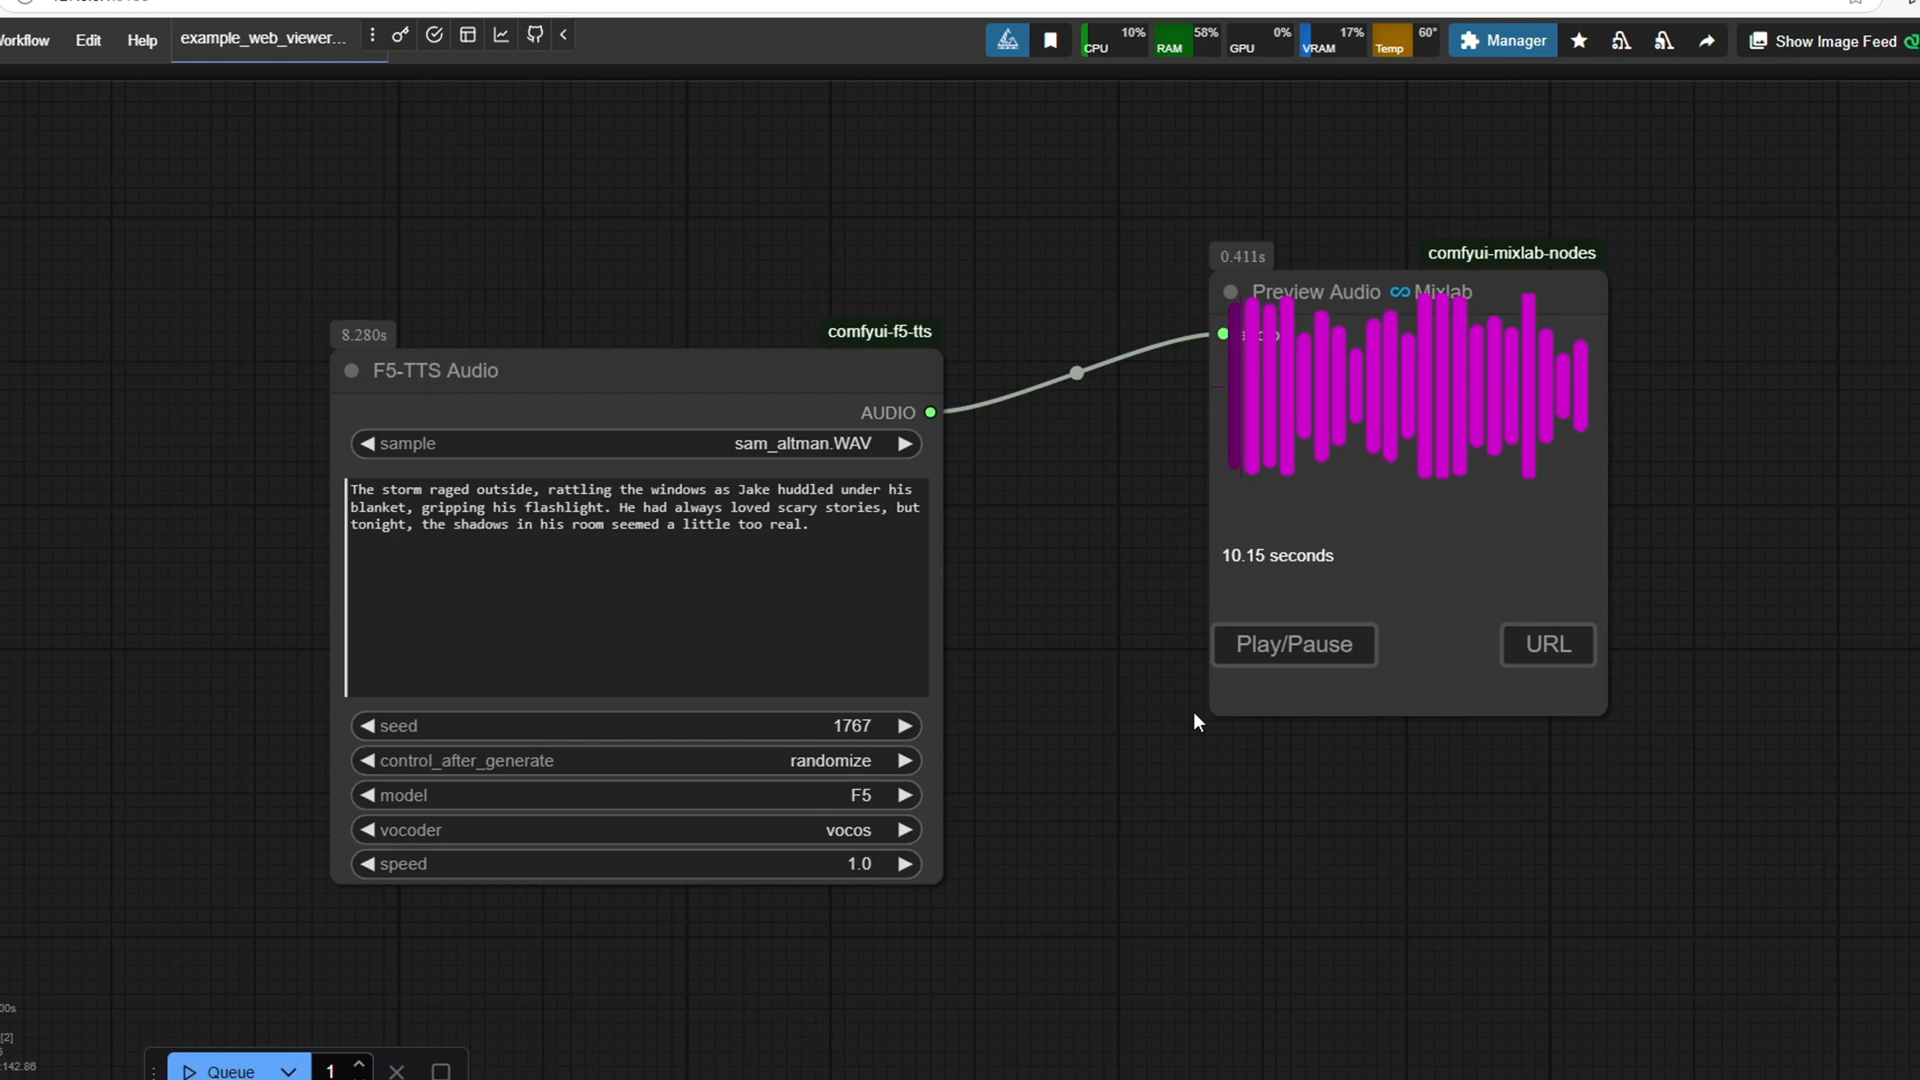 Edit
Help
example_web_viewer...
CPU 10%
RAM 58%
GPU 0%
VRAM 17%
Temp 60°
Manager
Show Image Feed
0.411s
comfyui-mixlab-nodes
Preview Audio ∞ Mixlab
8.280s
comfyui-f5-tts
F5-TTS Audio
AUDIO
sample sam_altman.WAV
The storm raged outside, rattling the windows as Jake huddled under his
blanket, gripping his flashlight. He had always loved scary stories, but
tonight, the shadows in his room seemed a little too real.
10.15 seconds
Play/Pause
URL
seed 1767
control_after_generate randomize
model F5
vocoder vocos
speed 1.0
Queue
1